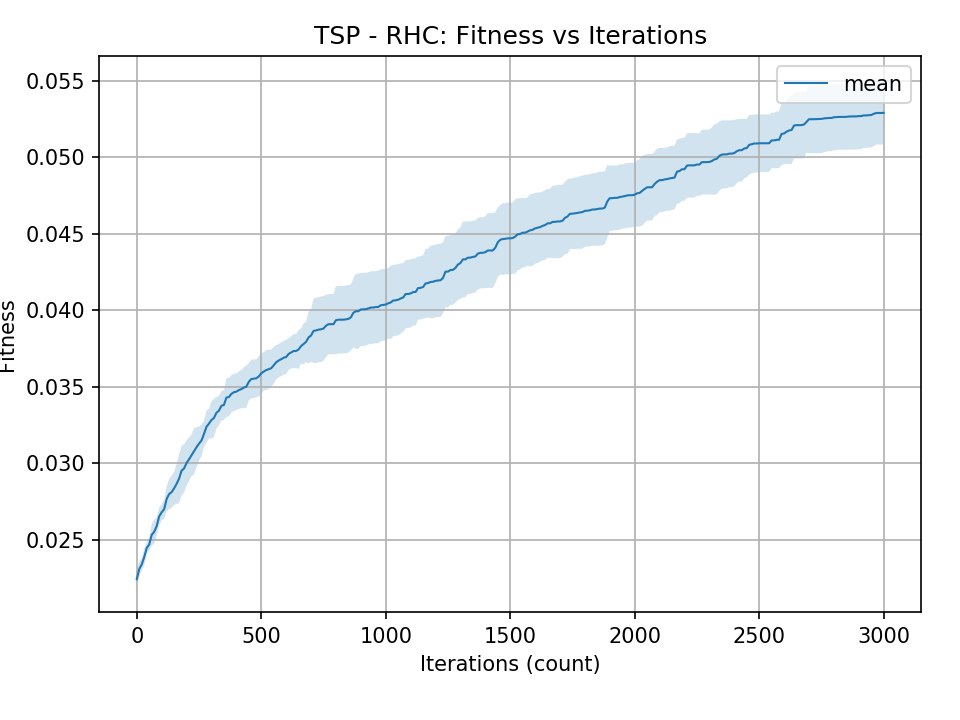 TSP - RHC: Fitness vs Iterations
mean
Fitness
0.055
0.050
0.045
0.040
0.035
0.030
0.025
0 500 1000 1500 2000 2500 3000
Iterations (count)